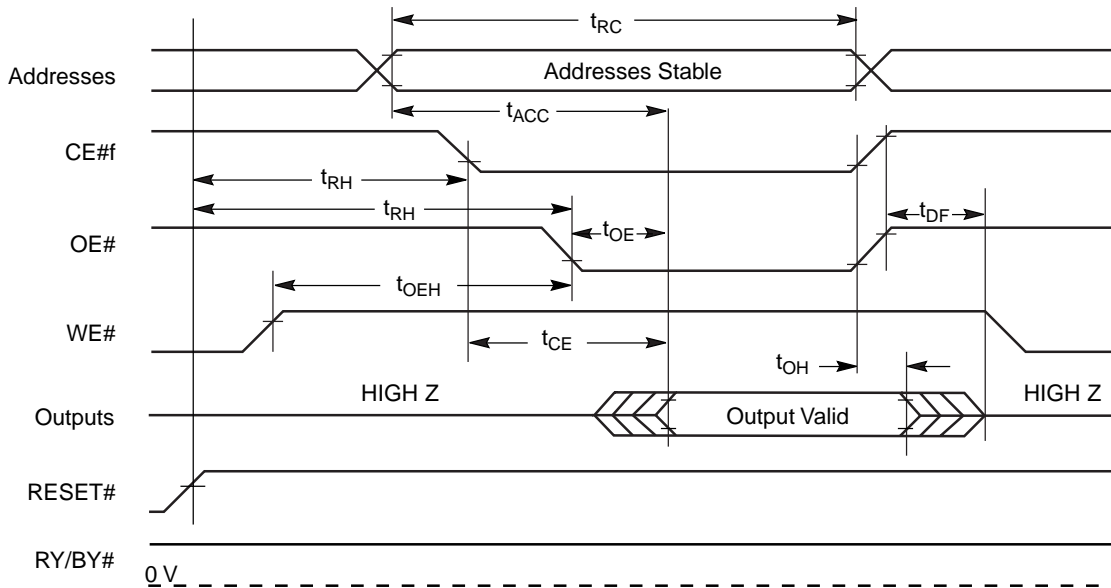 tRC
Addresses
Addresses Stable
tACC
CE#f
tRH
tRH
tDF
OE#
tOE
tOEH
WE#
tCE
tOH
HIGH Z
HIGH Z
Outputs
Output Valid
RESET#
RY/BY#
0 V